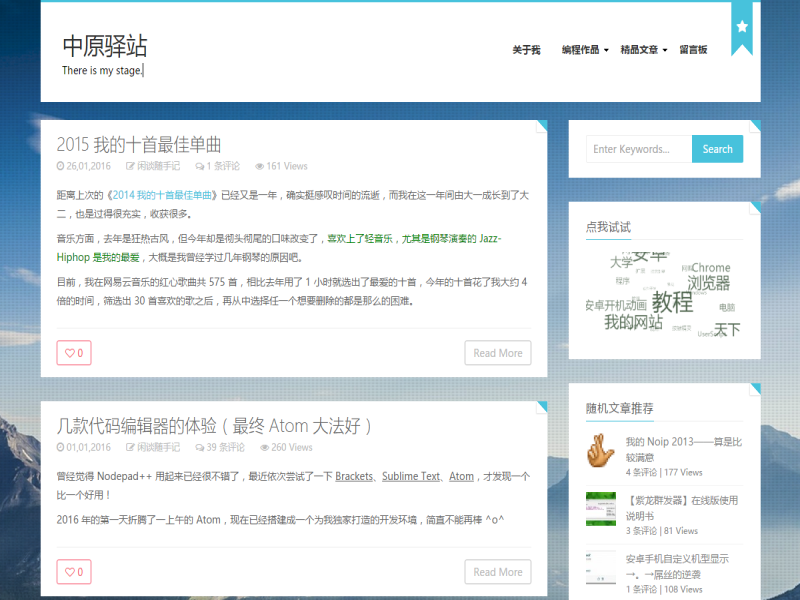 中原驿站
There is my stage.
关于我 编程作品 精品文章 留言板
2015 我的十首最佳单曲
26,01,2016 闲谈随手记 1 条评论 161 Views
距离上次的《2014 我的十首最佳单曲》已经又是一年，确实挺感叹时间的流逝，而我在这一年间由大一成长到了大
二，也是过得很充实，收获很多。
音乐方面，去年是狂热古风，但今年却是彻头彻尾的口味改变了，喜欢上了轻音乐，尤其是钢琴演奏的 Jazz-
Hiphop 是我的最爱，大概是我曾经学过几年钢琴的原因吧。
目前，我在网易云音乐的红心歌曲共 575 首，相比去年用了 1 小时就选出了最爱的十首，今年的十首花了我大约 4
倍的时间，筛选出 30 首喜欢的歌之后，再从中选择任一个想要删除的都是那么的困难。
0
Read More
几款代码编辑器的体验（最终 Atom 大法好）
01,01,2016 闲谈随手记 39 条评论 260 Views
曾经觉得 Nodepad++ 用起来已经很不错了，最近依次尝试了一下 Brackets、Sublime Text、Atom，才发现一个
比一个好用！
2016 年的第一天折腾了一上午的 Atom，现在已经搭建成一个为我独家打造的开发环境，简直不能再棒 ^o^
0
Read More
Enter Keywords...
Search
点我试试
安卓
大学
Chrome
程序
浏览器
教程
安卓开机动画
电脑
我的网站
天下
随机文章推荐
我的 Noip 2013——算是比
较满意
4 条评论 | 177 Views
【紫龙群发器】在线版使用
说明书
3 条评论 | 81 Views
安卓手机自定义机型显示
→。→屌丝的逆袭
1 条评论 | 108 Views